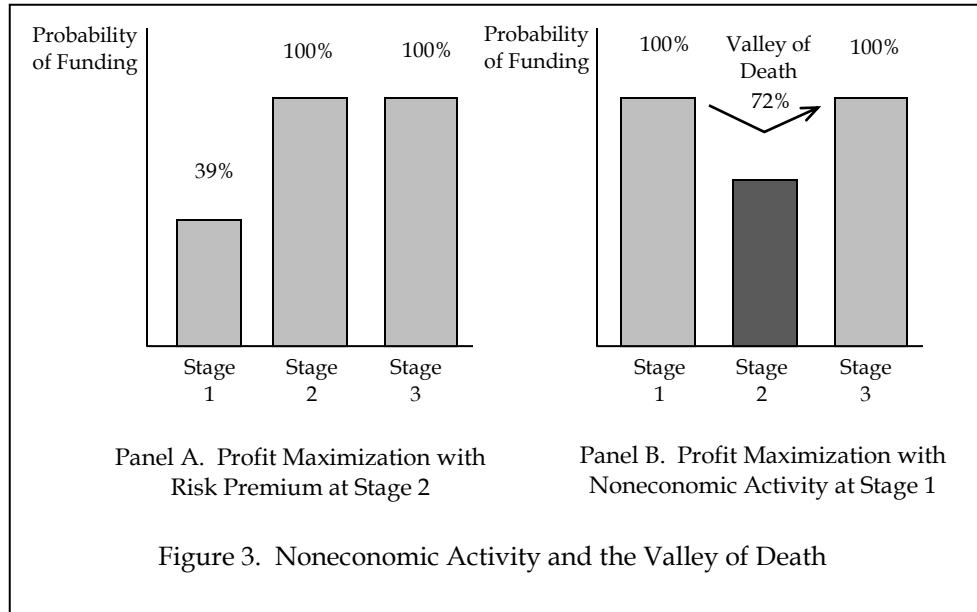 Probability
of Funding
39%
100%
100%
Stage
1
Stage
2
Stage
3
Panel A.  Profit Maximization with
Risk Premium at Stage 2
Probability
of Funding
100%
Valley of
Death
72%
100%
Stage
1
Stage
2
Stage
3
Panel B.  Profit Maximization with
Noneconomic Activity at Stage 1
Figure 3.  Noneconomic Activity and the Valley of Death